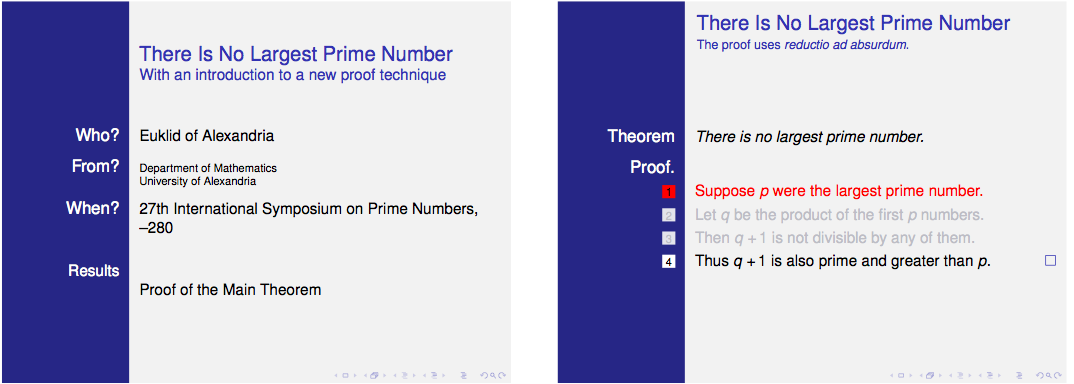 There Is No Largest Prime Number
With an introduction to a new proof technique
Who?
Euklid of Alexandria
From?
Department of Mathematics
University of Alexandria
When?
27th International Symposium on Prime Numbers,
–280
Results
Proof of the Main Theorem
There Is No Largest Prime Number
The proof uses reductio ad absurdum.
Theorem
There is no largest prime number.
Proof.
1 Suppose p were the largest prime number.
2 Let q be the product of the first p numbers.
3 Then q + 1 is not divisible by any of them.
4 Thus q + 1 is also prime and greater than p.